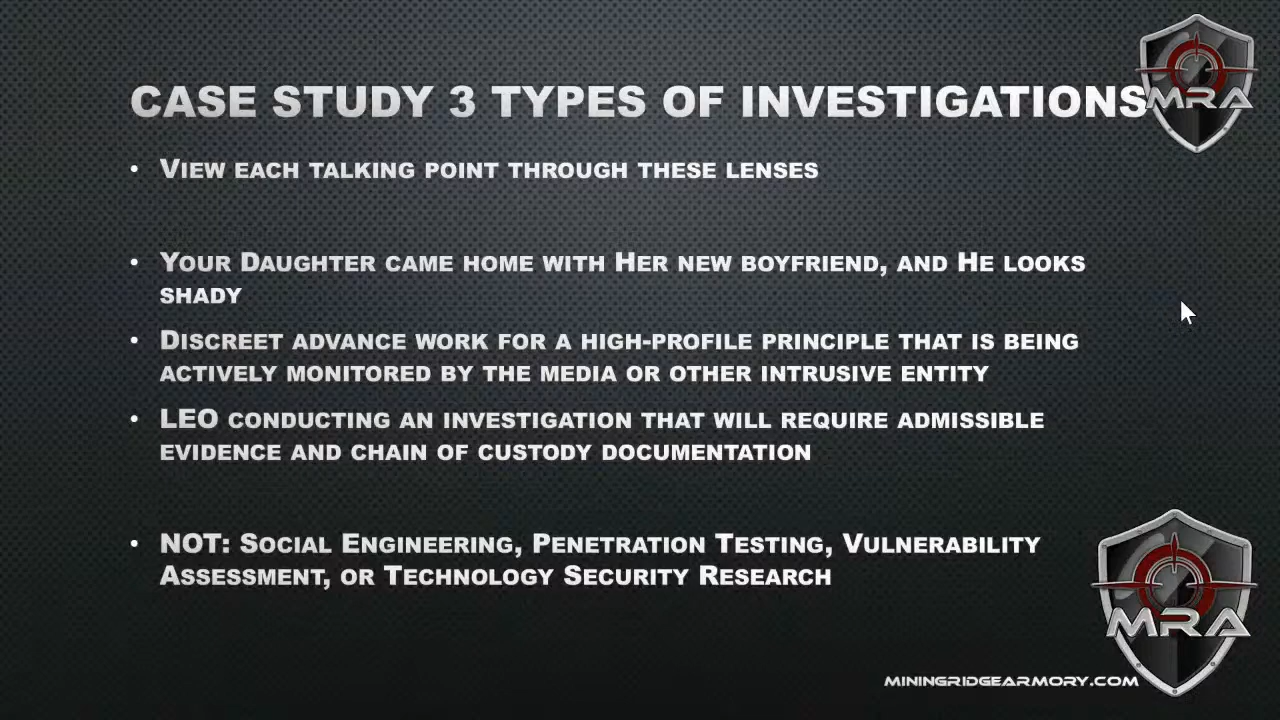 CASE STUDY 3 TYPES OF INVESTIGATIONS
MRA
• VIEW EACH TALKING POINT THROUGH THESE LENSES
• YOUR DAUGHTER CAME HOME WITH HER NEW BOYFRIEND, AND HE LOOKS
SHADY
• DISCREET ADVANCE WORK FOR A HIGH-PROFILE PRINCIPLE THAT IS BEING
ACTIVELY MONITORED BY THE MEDIA OR OTHER INTRUSIVE ENTITY
• LEO CONDUCTING AN INVESTIGATION THAT WILL REQUIRE ADMISSIBLE
EVIDENCE AND CHAIN OF CUSTODY DOCUMENTATION
• NOT: SOCIAL ENGINEERING, PENETRATION TESTING, VULNERABILITY
ASSESSMENT, OR TECHNOLOGY SECURITY RESEARCH
MRA
MININGRIDGEARMORY.COM